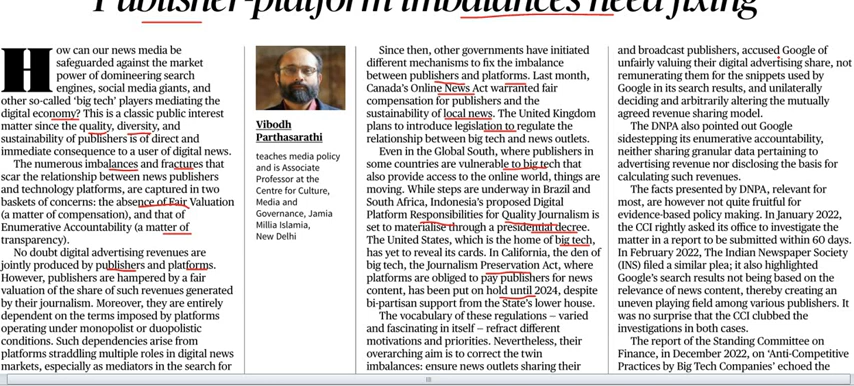 Publisher-platform imbalances need fixing
How can our news media be
safeguarded against the market
power of domineering search
engines, social media giants, and
other so-called ‘big tech’ players mediating the
digital economy? This is a classic public interest
matter since the quality, diversity, and
sustainability of publishers is of direct and
immediate consequence to a user of digital news.
The numerous imbalances and fractures that
scar the relationship between news publishers
and technology platforms, are captured in two
baskets of concerns: the absence of Fair Valuation
(a matter of compensation), and that of
Enumerative Accountability (a matter of
transparency).
No doubt digital advertising revenues are
jointly produced by publishers and platforms.
However, publishers are hampered by a fair
valuation of the share of such revenues generated
by their journalism. Moreover, they are entirely
dependent on the terms imposed by platforms
operating under monopolist or duopolistic
conditions. Such dependencies arise from
platforms straddling multiple roles in digital news
markets, especially as mediators in the search for
Vibodh
Parthasarathi
teaches media policy
and is Associate
Professor at the
Centre for Culture,
Media and
Governance, Jamia
Millia Islamia,
New Delhi
Since then, other governments have initiated
different mechanisms to fix the imbalance
between publishers and platforms. Last month,
Canada’s Online News Act warranted fair
compensation for publishers and the
sustainability of local news. The United Kingdom
plans to introduce legislation to regulate the
relationship between big tech and news outlets.
Even in the Global South, where publishers in
some countries are vulnerable to big tech that
also provide access to the online world, things are
moving. While steps are underway in Brazil and
South Africa, Indonesia’s proposed Digital
Platform Responsibilities for Quality Journalism is
set to materialise through a presidential decree.
The United States, which is the home of big tech,
has yet to reveal its cards. In California, the den of
big tech, the Journalism Preservation Act, where
platforms are obliged to pay publishers for news
content, has been put on hold until 2024, despite
bi-partisan support from the State’s lower house.
The vocabulary of these regulations – varied
and fascinating in itself – refract different
motivations and priorities. Nevertheless, their
overarching aim is to correct the twin
imbalances: ensure news outlets sharing their
and broadcast publishers, accused Google of
unfairly valuing their digital advertising share, not
remunerating them for the snippets used by
Google in its search results, and unilaterally
deciding and arbitrarily altering the mutually
agreed revenue sharing model.
The DNPA also pointed out Google
sidestepping its enumerative accountability,
neither sharing granular data pertaining to
advertising revenue nor disclosing the basis for
calculating such revenues.
The facts presented by DNPA, relevant for
most, are however not quite fruitful for
evidence-based policy making. In January 2022,
the CCI rightly asked its office to investigate the
matter in a report to be submitted within 60 days.
In February 2022, The Indian Newspaper Society
(INS) filed a similar plea; it also highlighted
Google’s search results not being based on the
relevance of news content, thereby creating an
uneven playing field among various publishers. It
was no surprise that the CCI clubbed the
investigations in both cases.
The report of the Standing Committee on
Finance, in December 2022, on ‘Anti-Competitive
Practices by Big Tech Companies’ echoed the